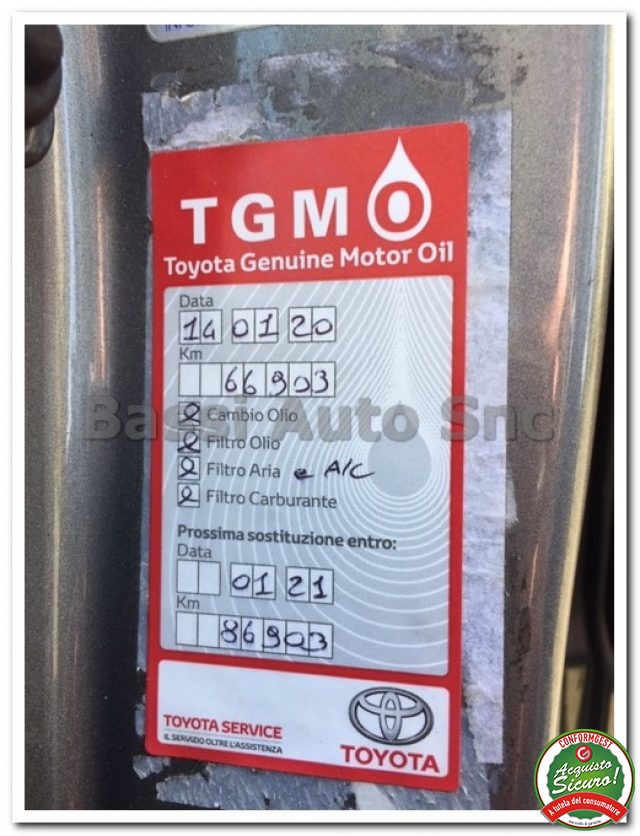 TGMO
Toyota Genuine Motor Oil
Data
14 01 20
Km
66903
Cambio Olio
Bassi Auto Snc
Filtro Olio
Filtro Aria e A/C
Filtro Carburante
Prossima sostituzione entro:
Data
01 21
Km
86903
TOYOTA SERVICE
IL SERVIZIO OLTRE L'ASSISTENZA
TOYOTA
CONFORMGEST
Acquisto
Sicuro!
A tutela del consumatore